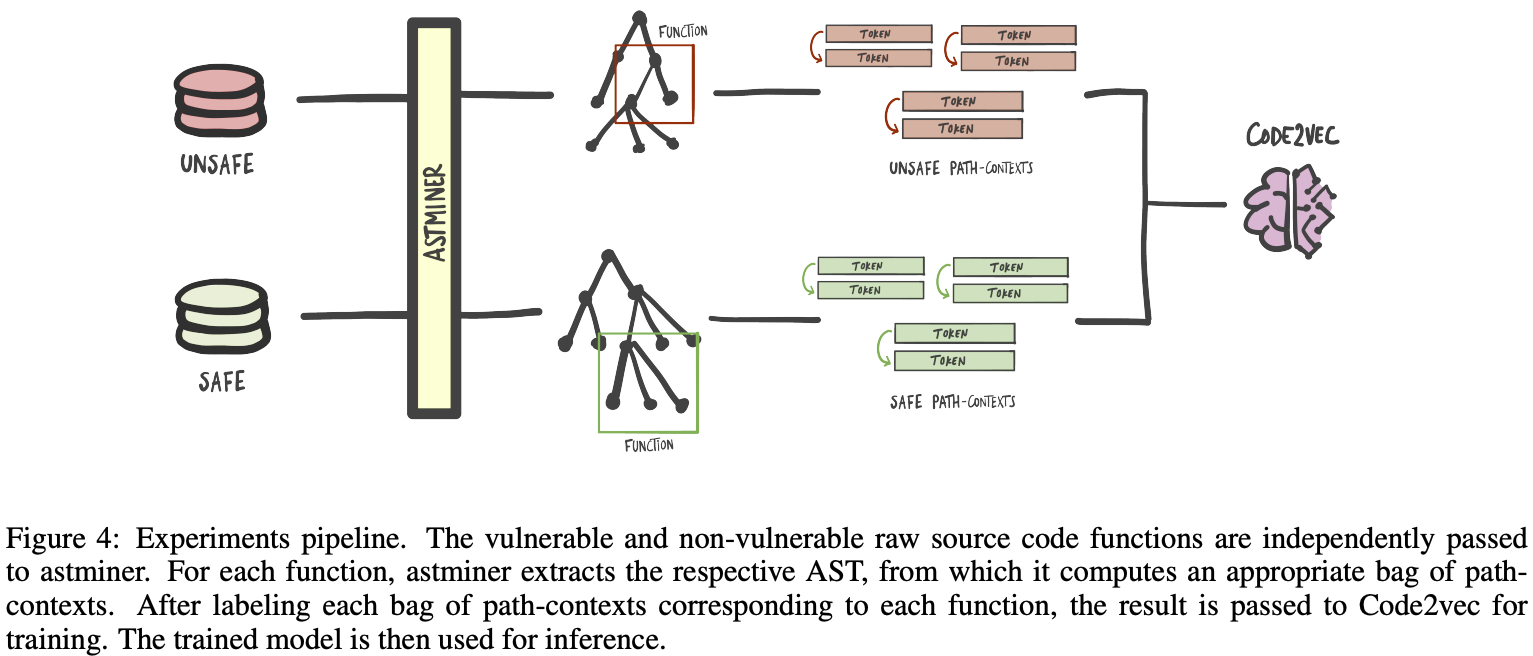 FUNCTION
TOKEN
TOKEN
TOKEN
TOKEN
TOKEN
TOKEN
UNSAFE
UNSAFE PATH-CONTEXTS
CODE2VEC
ASTMINER
TOKEN
TOKEN
TOKEN
TOKEN
TOKEN
TOKEN
SAFE
SAFE PATH-CONTEXTS
FUNCTION
Figure 4: Experiments pipeline. The vulnerable and non-vulnerable raw source code functions are independently passed
to astminer. For each function, astminer extracts the respective AST, from which it computes an appropriate bag of path-
contexts. After labeling each bag of path-contexts corresponding to each function, the result is passed to Code2vec for
training. The trained model is then used for inference.